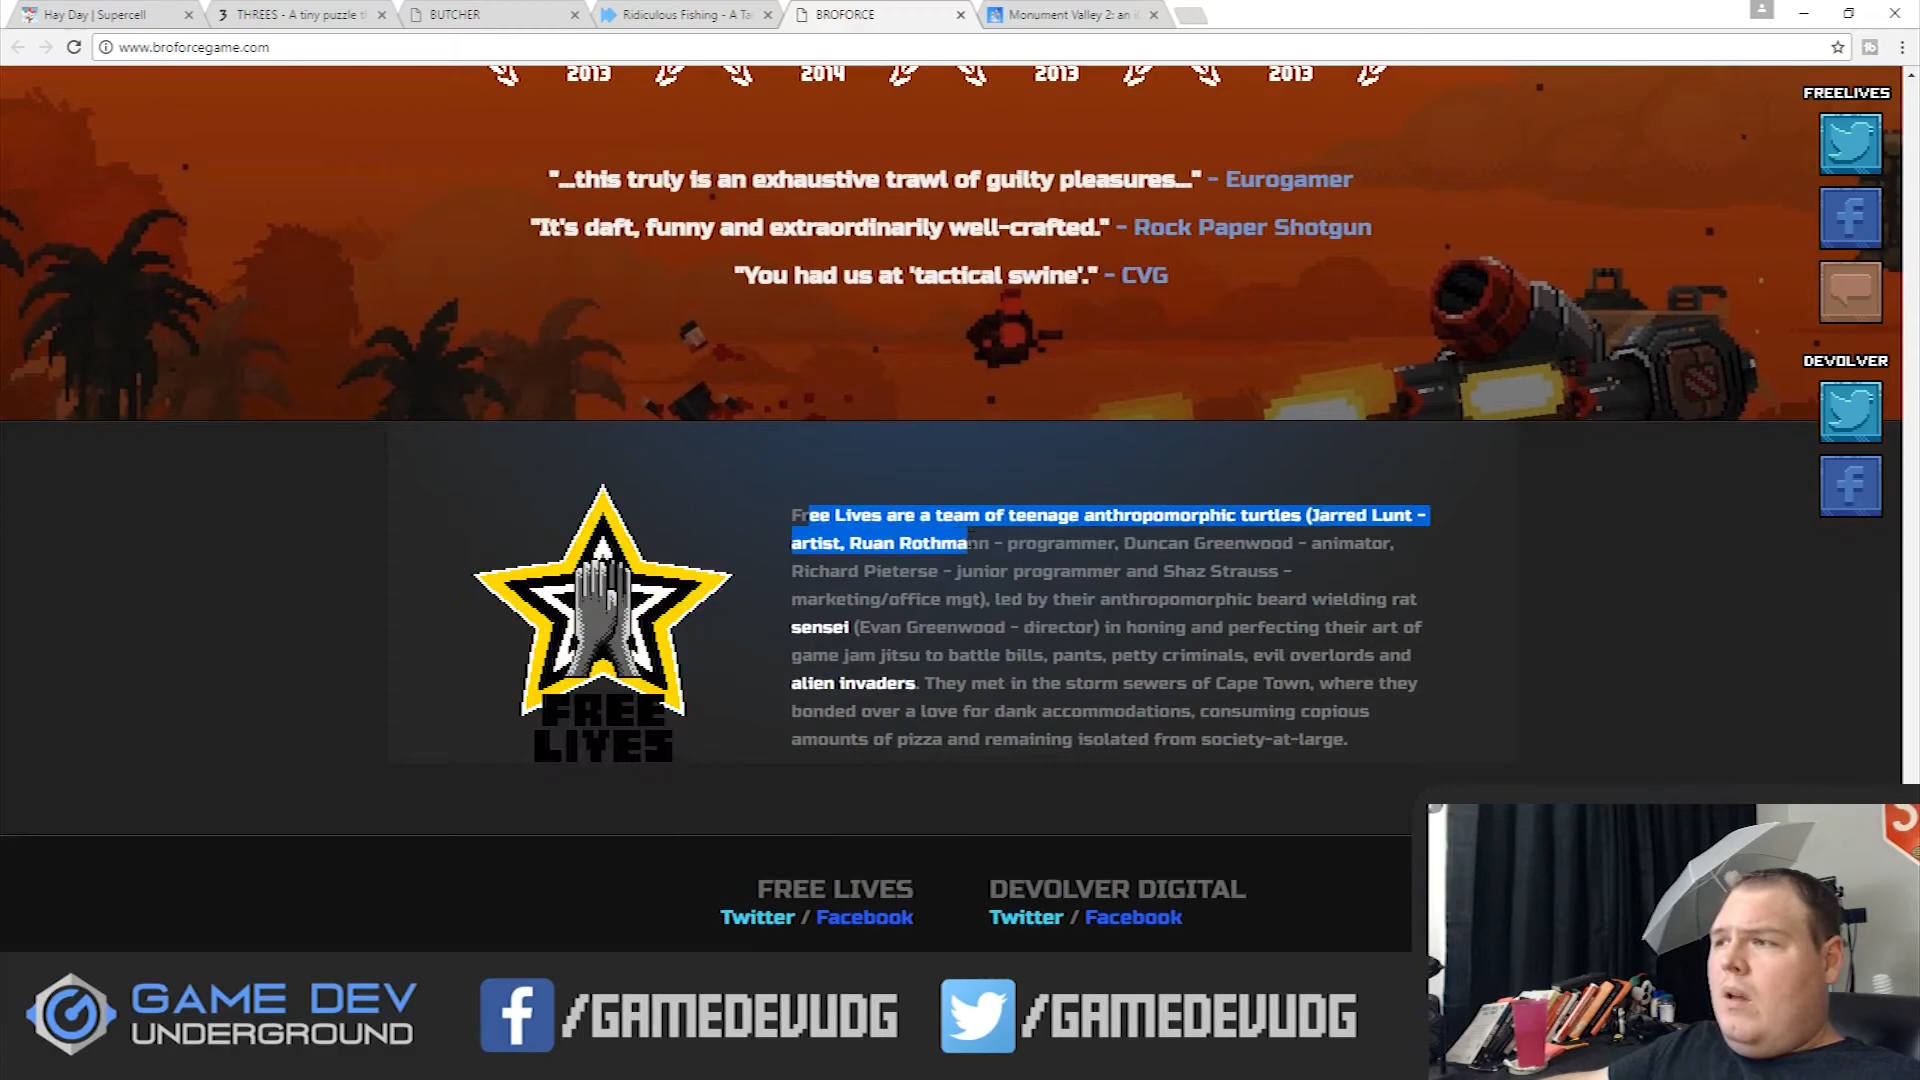 Hay Day | Supercell
THREES - A tiny puzzle t
BUTCHER
Ridiculous Fishing - A Ta
BROFORCE
Monument Valley 2: an i
www.broforcegame.com
2013 2014 2013 2013
FREELIVES
"...this truly is an exhaustive trawl of guilty pleasures..." - Eurogamer
"It's daft, funny and extraordinarily well-crafted." - Rock Paper Shotgun
"You had us at 'tactical swine'." - CVG
DEVOLVER
Free Lives are a team of teenage anthropomorphic turtles (Jarred Lunt -
artist, Ruan Rothmann - programmer, Duncan Greenwood - animator,
Richard Pieterse - junior programmer and Shaz Strauss -
marketing/office mgt), led by their anthropomorphic beard wielding rat
sensei (Evan Greenwood - director) in honing and perfecting their art of
game jam jitsu to battle bills, pants, petty criminals, evil overlords and
alien invaders. They met in the storm sewers of Cape Town, where they
bonded over a love for dank accommodations, consuming copious
amounts of pizza and remaining isolated from society-at-large.
FREE
LIVES
FREE LIVES
Twitter / Facebook
DEVOLVER DIGITAL
Twitter / Facebook
GAME DEV
UNDERGROUND
/GAMEDEVUDG
/GAMEDEVUDG